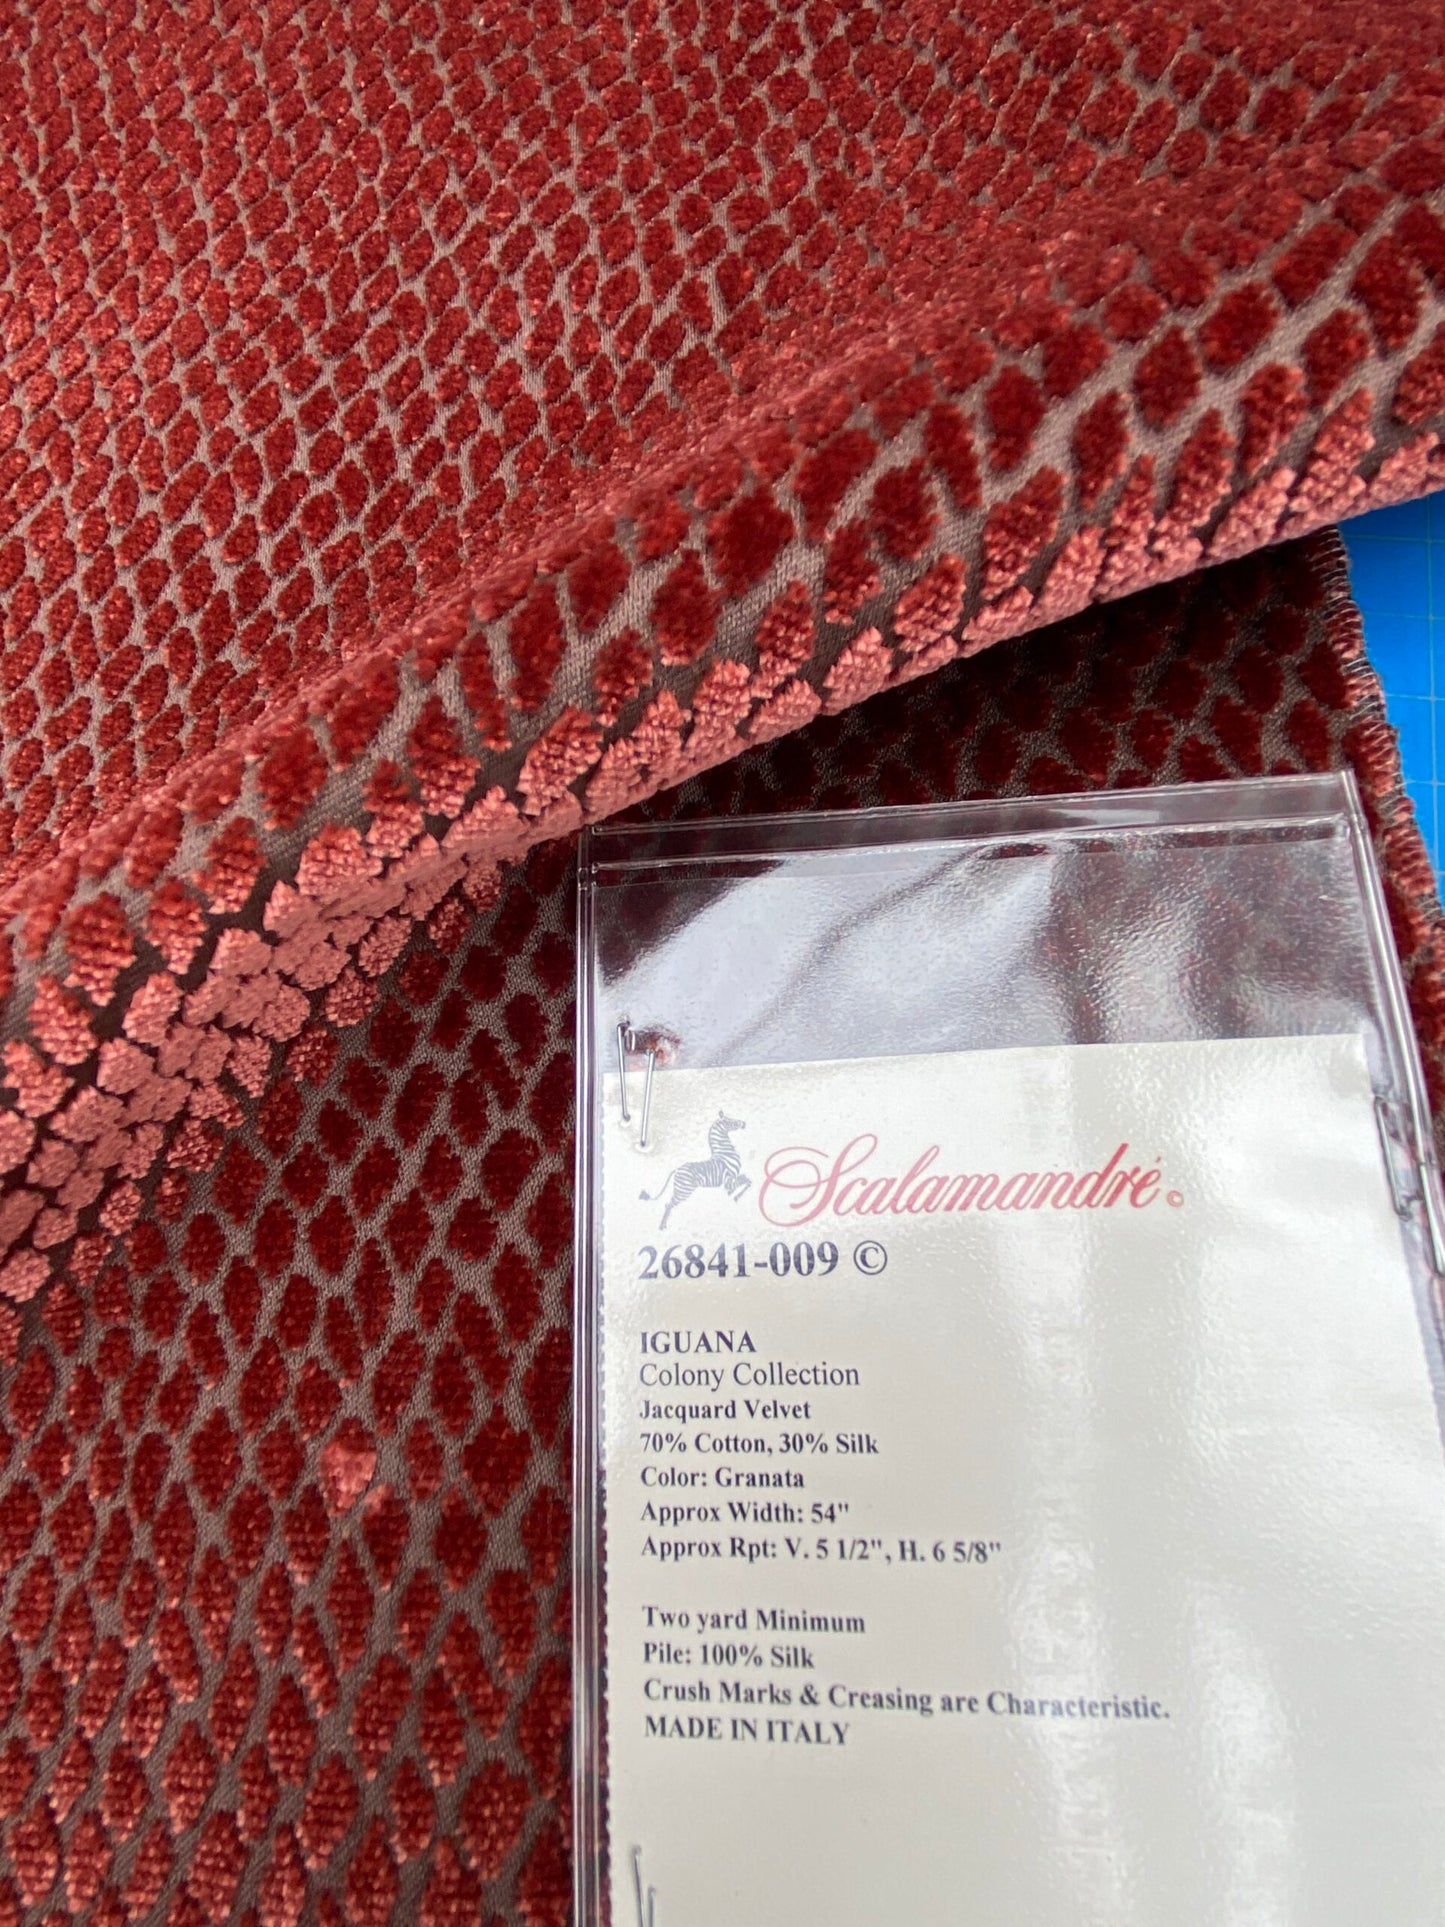 Scalamandré®
26841-009 ©
IGUANA
Colony Collection
Jacquard Velvet
70% Cotton, 30% Silk
Color: Granata
Approx Width: 54"
Approx Rpt: V. 5 1/2", H. 6 5/8"
Two yard Minimum
Pile: 100% Silk
Crush Marks & Creasing are Characteristic.
MADE IN ITALY